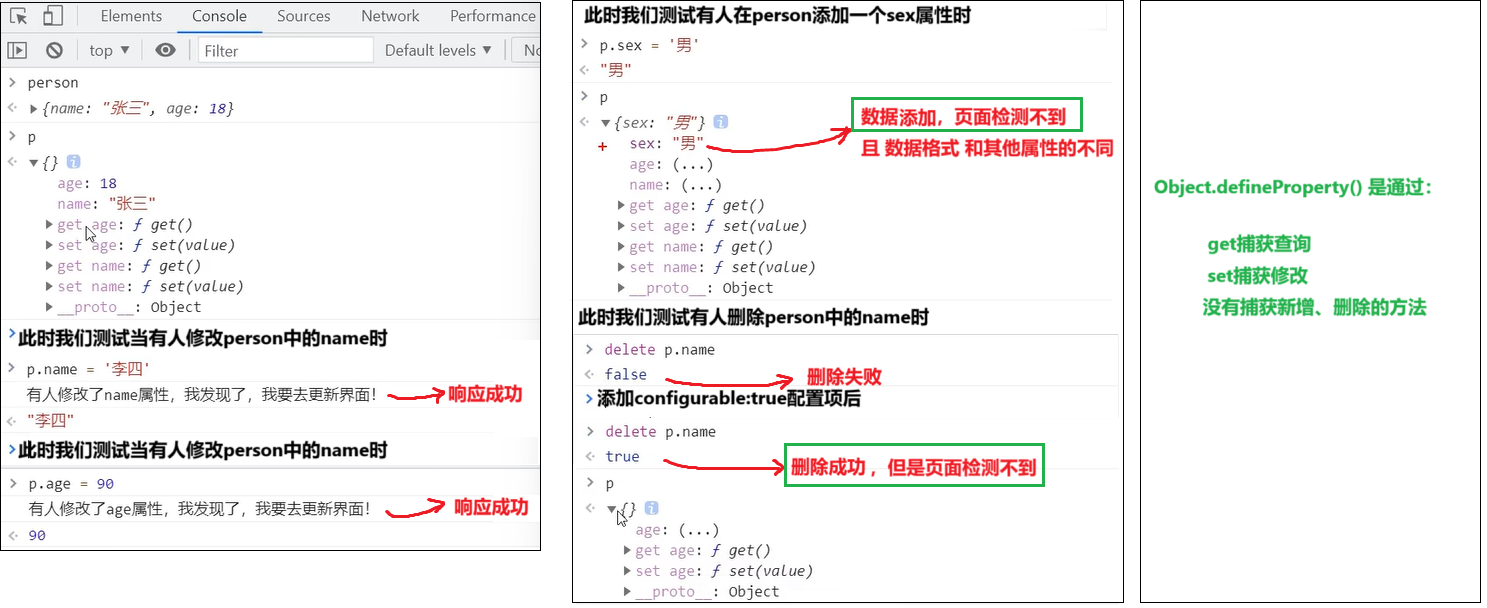 Elements Console Sources Network Performance
top ▼ Filter Default levels ▼ No
> person
▶{name: "张三", age: 18}
> p
▼{} i
age: 18
name: "张三"
▶get age: ƒ get()
▶set age: ƒ set(value)
▶get name: ƒ get()
▶set name: ƒ set(value)
▶__proto__: Object
>此时我们测试当有人修改person中的name时
> p.name = '李四'
有人修改了name属性，我发现了，我要去更新界面！ 响应成功
"李四"
>此时我们测试当有人修改person中的name时
> p.age = 90
有人修改了age属性，我发现了，我要去更新界面！ 响应成功
90
此时我们测试有人在person添加一个sex属性时
> p.sex = '男'
"男"
> p
▼{sex: "男"} i
数据添加，页面检测不到
+ sex: "男"
且 数据格式 和其他属性的不同
age: (...)
name: (...)
▶get age: ƒ get()
▶set age: ƒ set(value)
▶get name: ƒ get()
▶set name: ƒ set(value)
▶__proto__: Object
此时我们测试有人删除person中的name时
> delete p.name
false 删除失败
>添加configurable:true配置项后
> delete p.name
true 删除成功，但是页面检测不到
> p
▼{} i
age: (...)
▶get age: ƒ get()
▶set age: ƒ set(value)
▶__proto__: Object
Object.defineProperty() 是通过：
get捕获查询
set捕获修改
没有捕获新增、删除的方法